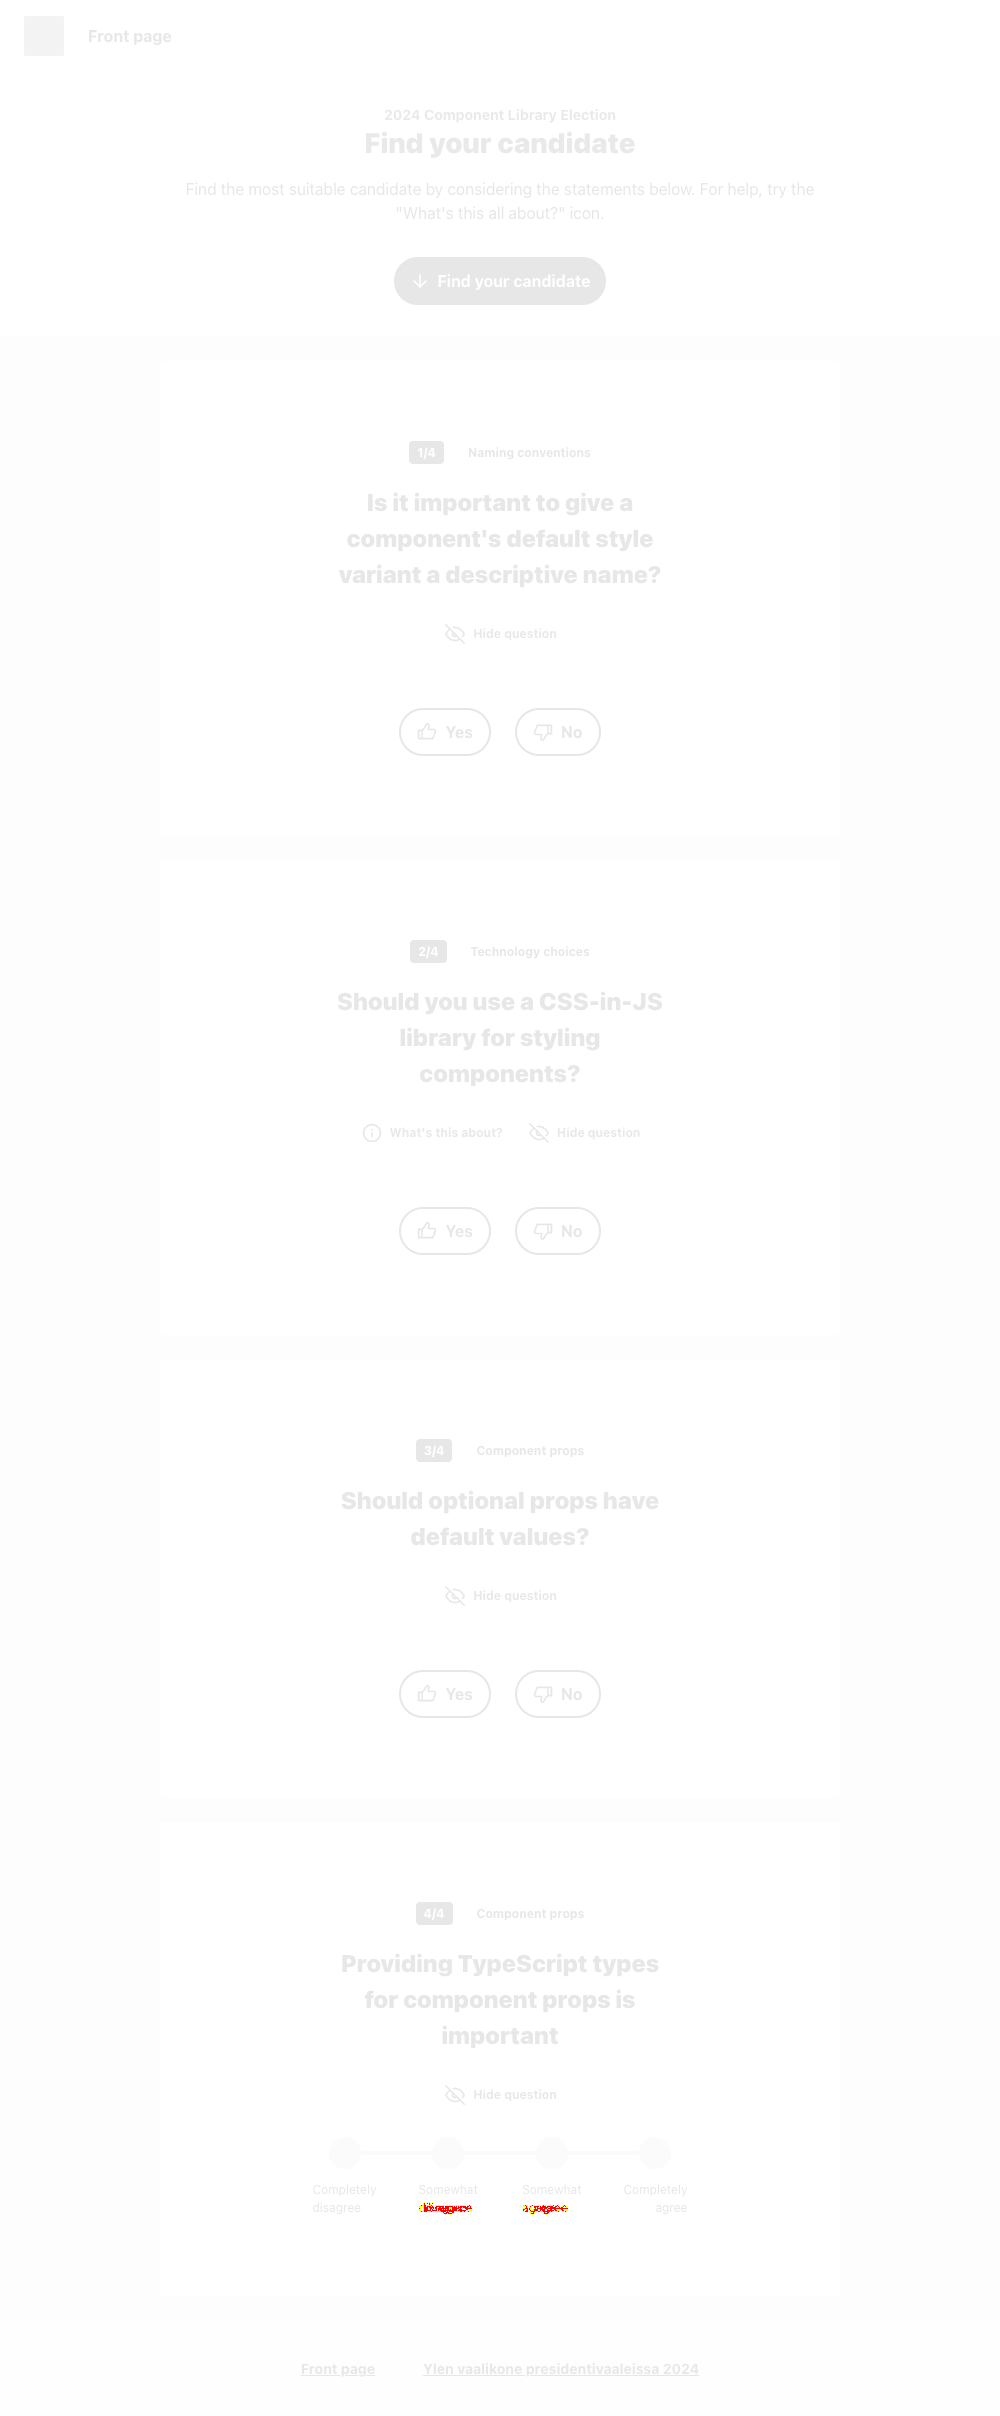 Front page
2024 Component Library Election
Find your candidate
Find the most suitable candidate by considering the statements below. For help, try the
"What's this all about?" icon.
Find your candidate
1/4 Naming conventions
Is it important to give a
component's default style
variant a descriptive name?
Hide question
Yes No
2/4 Technology choices
Should you use a CSS-in-JS
library for styling
components?
What's this about? Hide question
Yes No
3/4 Component props
Should optional props have
default values?
Hide question
Yes No
4/4 Component props
Providing TypeScript types
for component props is
important
Hide question
Completely Somewhat Somewhat Completely
disagree agree
Front page Ylen vaalikone presidentivaaleissa 2024